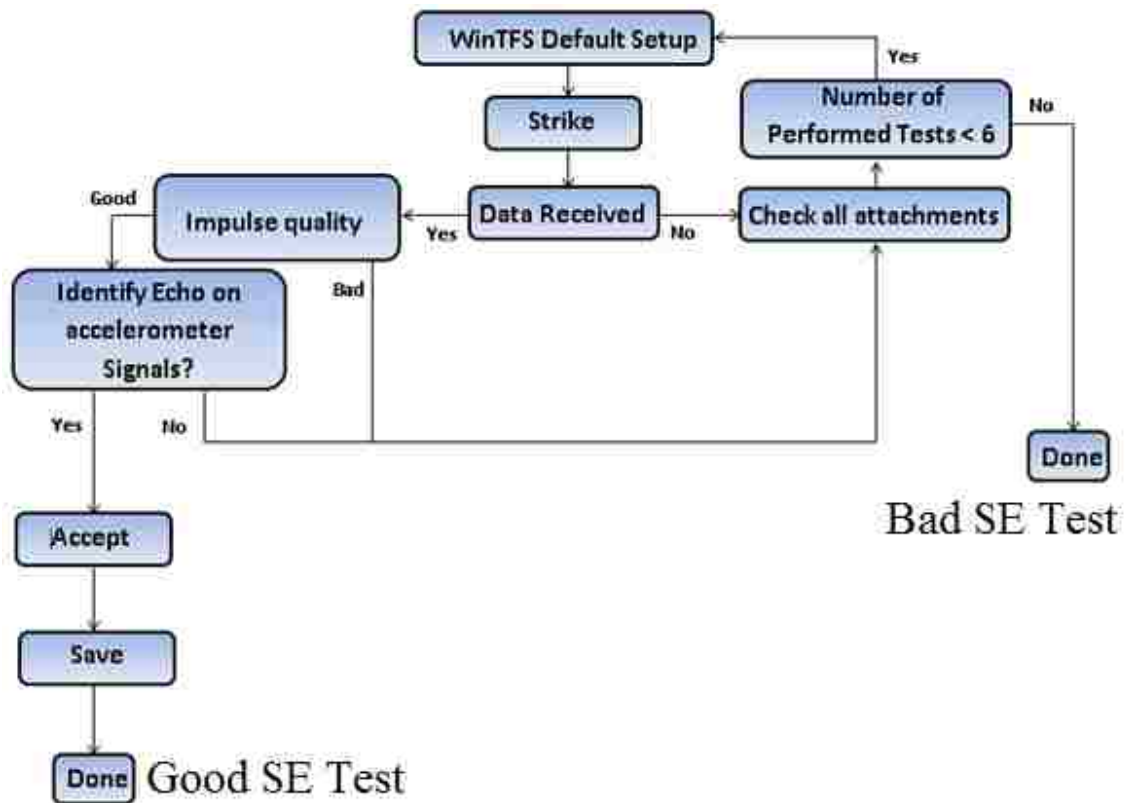 WinTFS Default Setup
Yes
Number of
Performed Tests < 6
No
Strike
Good
Impulse quality
Yes
Data Received
No
Check all attachments
Bad
Identify Echo on
accelerometer
Signals?
Yes
No
Done
Bad SE Test
Accept
Save
Done
Good SE Test